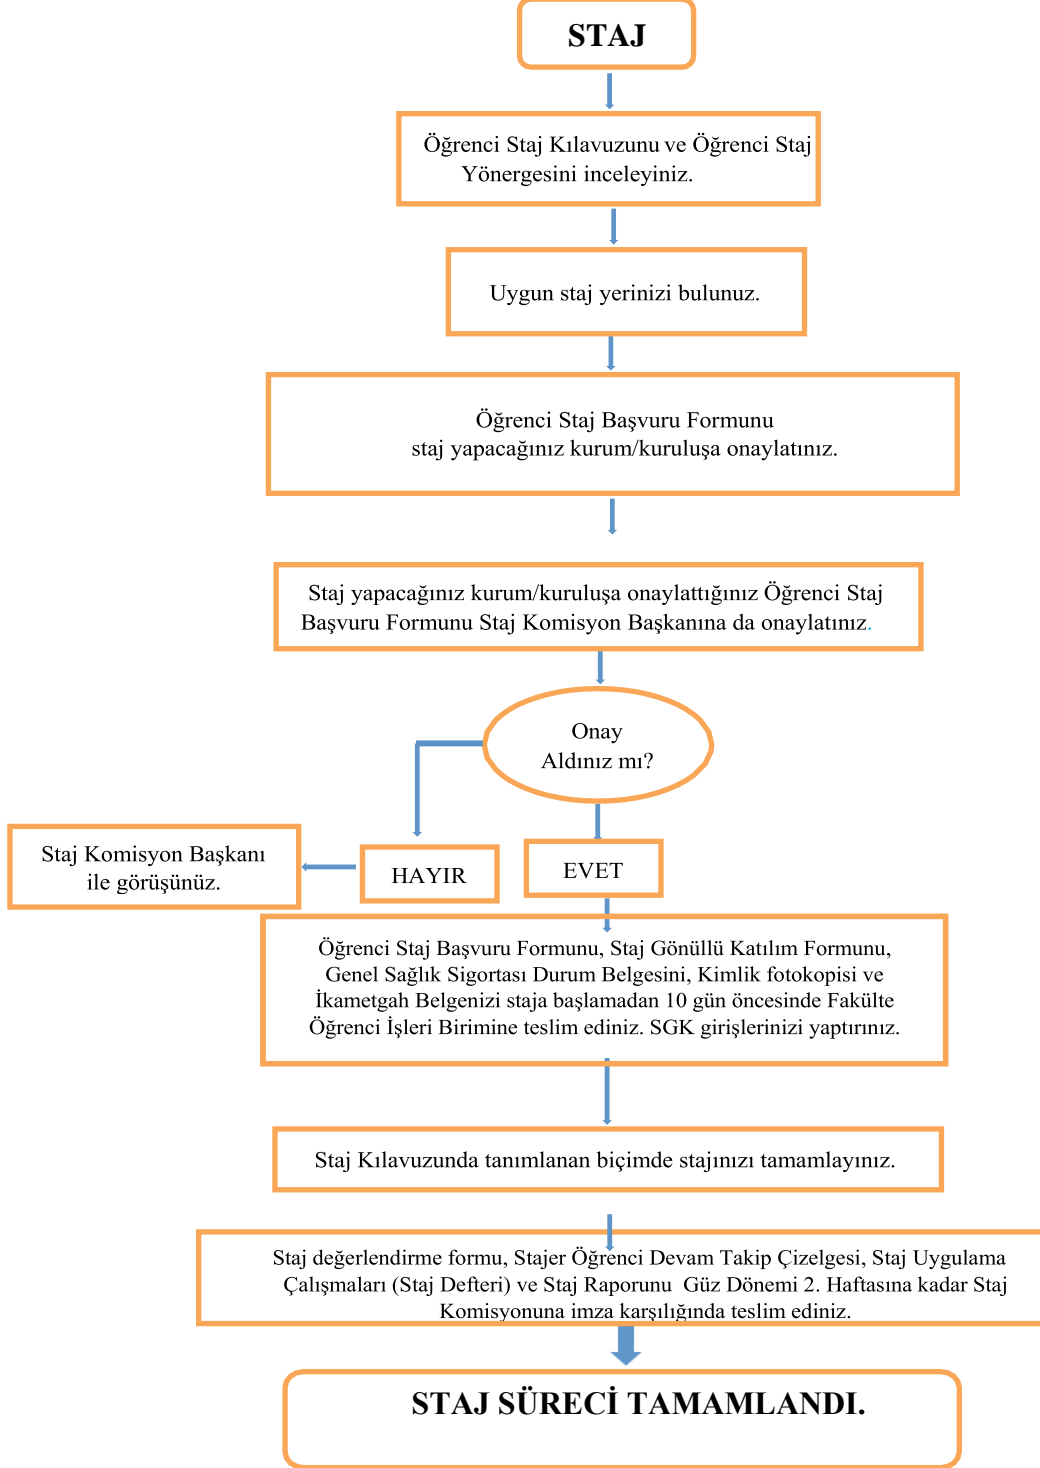 STAJ
Öğrenci Staj Kılavuzunu ve Öğrenci Staj
Yönergesini inceleyiniz.
Uygun staj yerinizi bulunuz.
Öğrenci Staj Başvuru Formunu
staj yapacağınız kurum/kuruluşa onaylatınız.
Staj yapacağınız kurum/kuruluşa onaylattığınız Öğrenci Staj
Başvuru Formunu Staj Komisyon Başkanına da onaylatınız.
Onay
Aldınız mı?
Staj Komisyon Başkanı
ile görüşünüz.
HAYIR
EVET
Öğrenci Staj Başvuru Formunu, Staj Gönüllü Katılım Formunu,
Genel Sağlık Sigortası Durum Belgesini, Kimlik fotokopisi ve
İkametgah Belgenizi staja başlamadan 10 gün öncesinde Fakülte
Öğrenci İşleri Birimine teslim ediniz. SGK girişlerinizi yaptırınız.
Staj Kılavuzunda tanımlanan biçimde stajınızı tamamlayınız.
Staj değerlendirme formu, Stajer Öğrenci Devam Takip Çizelgesi, Staj Uygulama
Çalışmaları (Staj Defteri) ve Staj Raporunu Güz Dönemi 2. Haftasına kadar Staj
Komisyonuna imza karşılığında teslim ediniz.
STAJ SÜRECİ TAMAMLANDI.